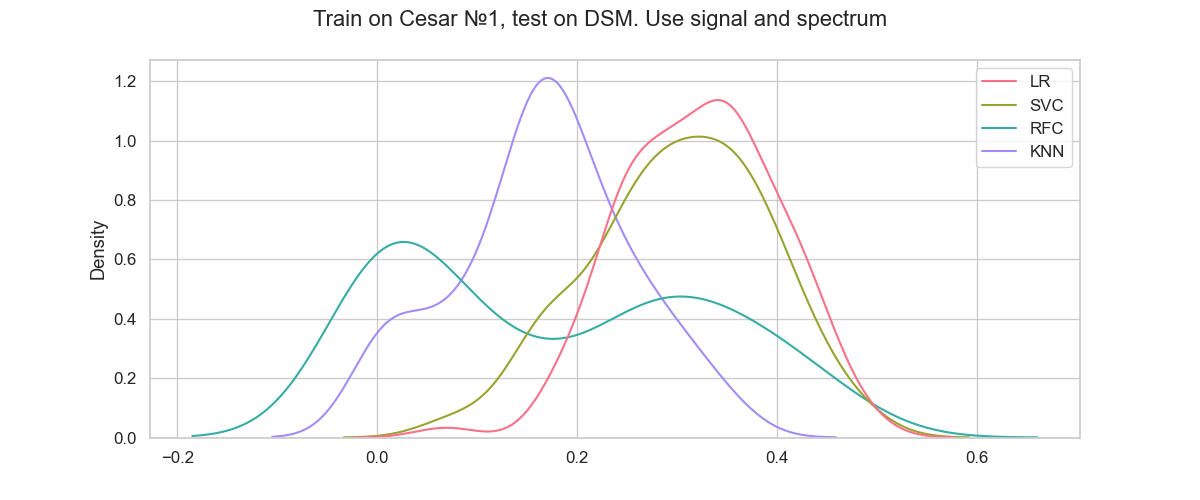 Train on Cesar №1, test on DSM. Use signal and spectrum
LR
SVC
RFC
KNN
Density
1.2
1.0
0.8
0.6
0.4
0.2
0.0
−0.2
0.0
0.2
0.4
0.6